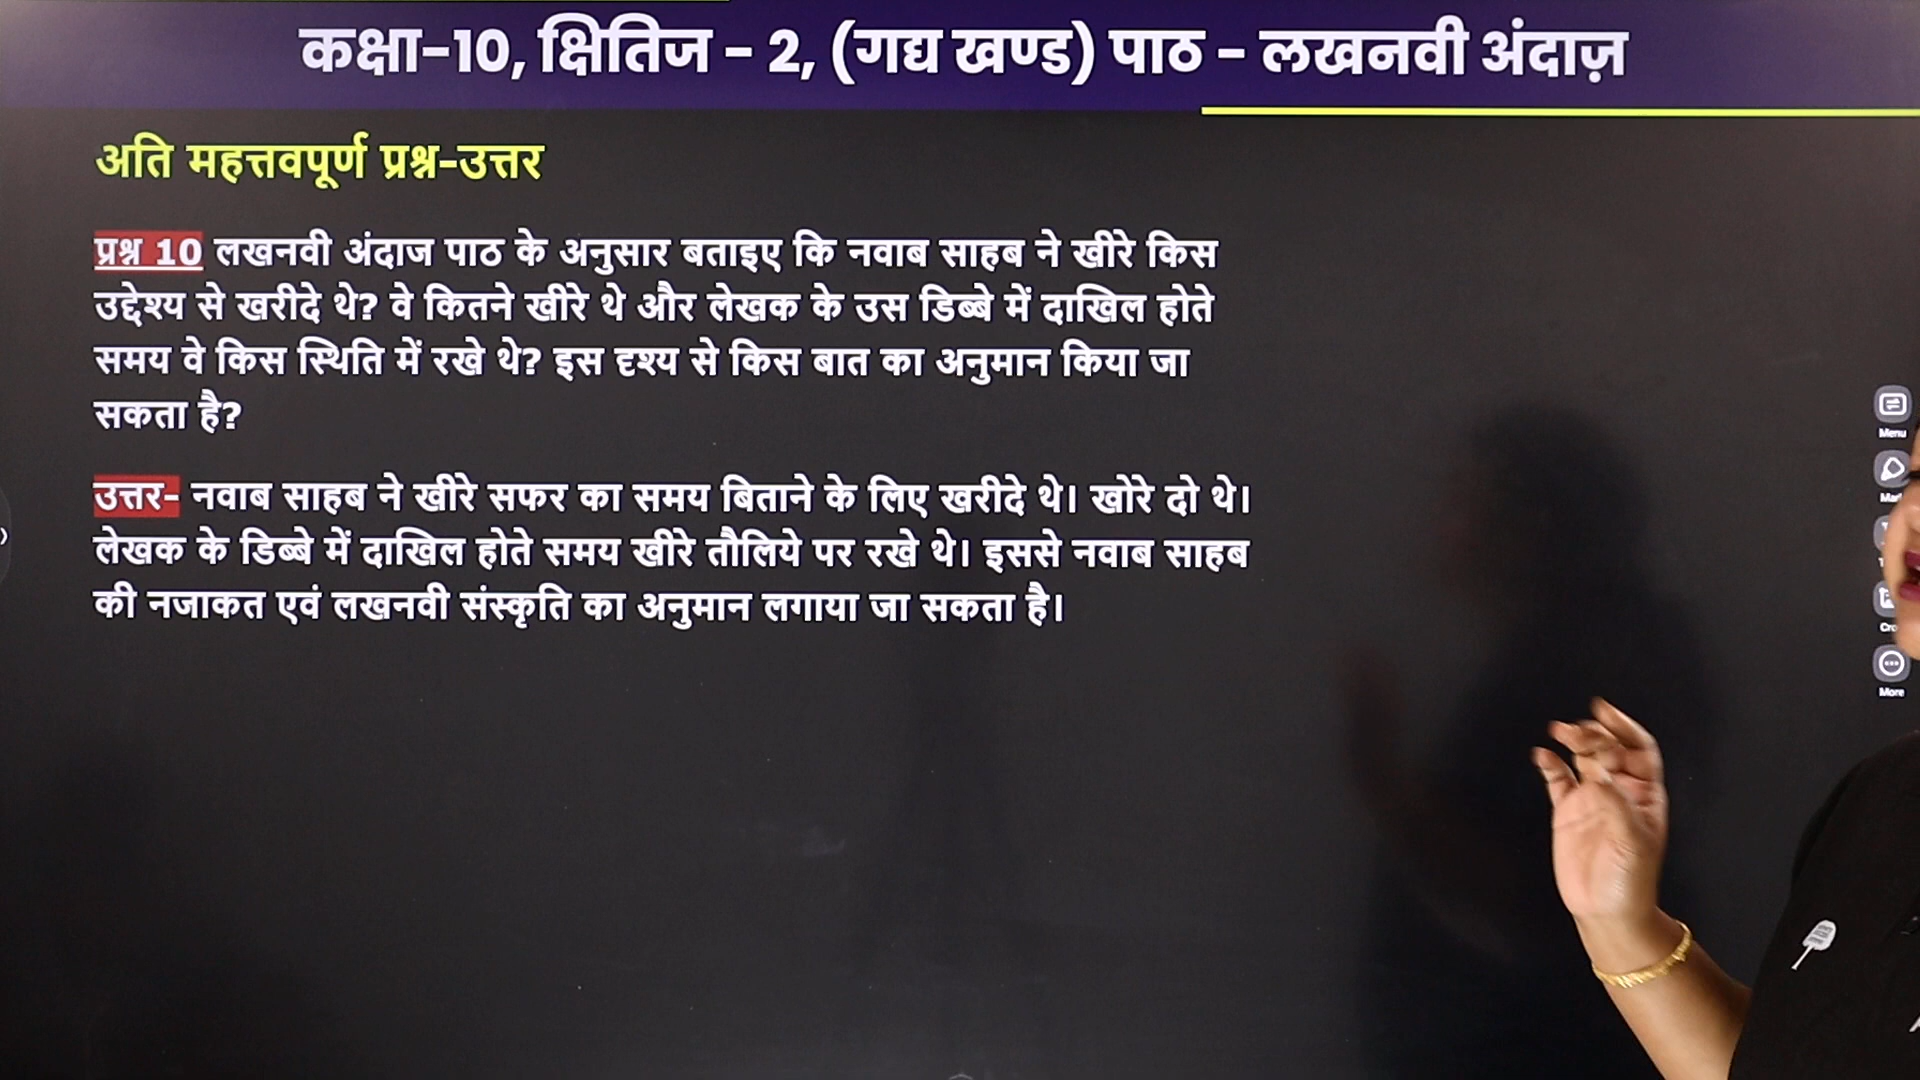 कक्षा-10, क्षितिज - 2, (गद्य खण्ड) पाठ - लखनवी अंदाज़
अति महत्तवपूर्ण प्रश्न-उत्तर
प्रश्न 10 लखनवी अंदाज पाठ के अनुसार बताइए कि नवाब साहब ने खीरे किस
उद्देश्य से खरीदे थे? वे कितने खीरे थे और लेखक के उस डिब्बे में दाखिल होते
समय वे किस स्थिति में रखे थे? इस दृश्य से किस बात का अनुमान किया जा
सकता है?
उत्तर- नवाब साहब ने खीरे सफर का समय बिताने के लिए खरीदे थे। खोरे दो थे।
लेखक के डिब्बे में दाखिल होते समय खीरे तौलिये पर रखे थे। इससे नवाब साहब
की नजाकत एवं लखनवी संस्कृति का अनुमान लगाया जा सकता है।
Menu
More